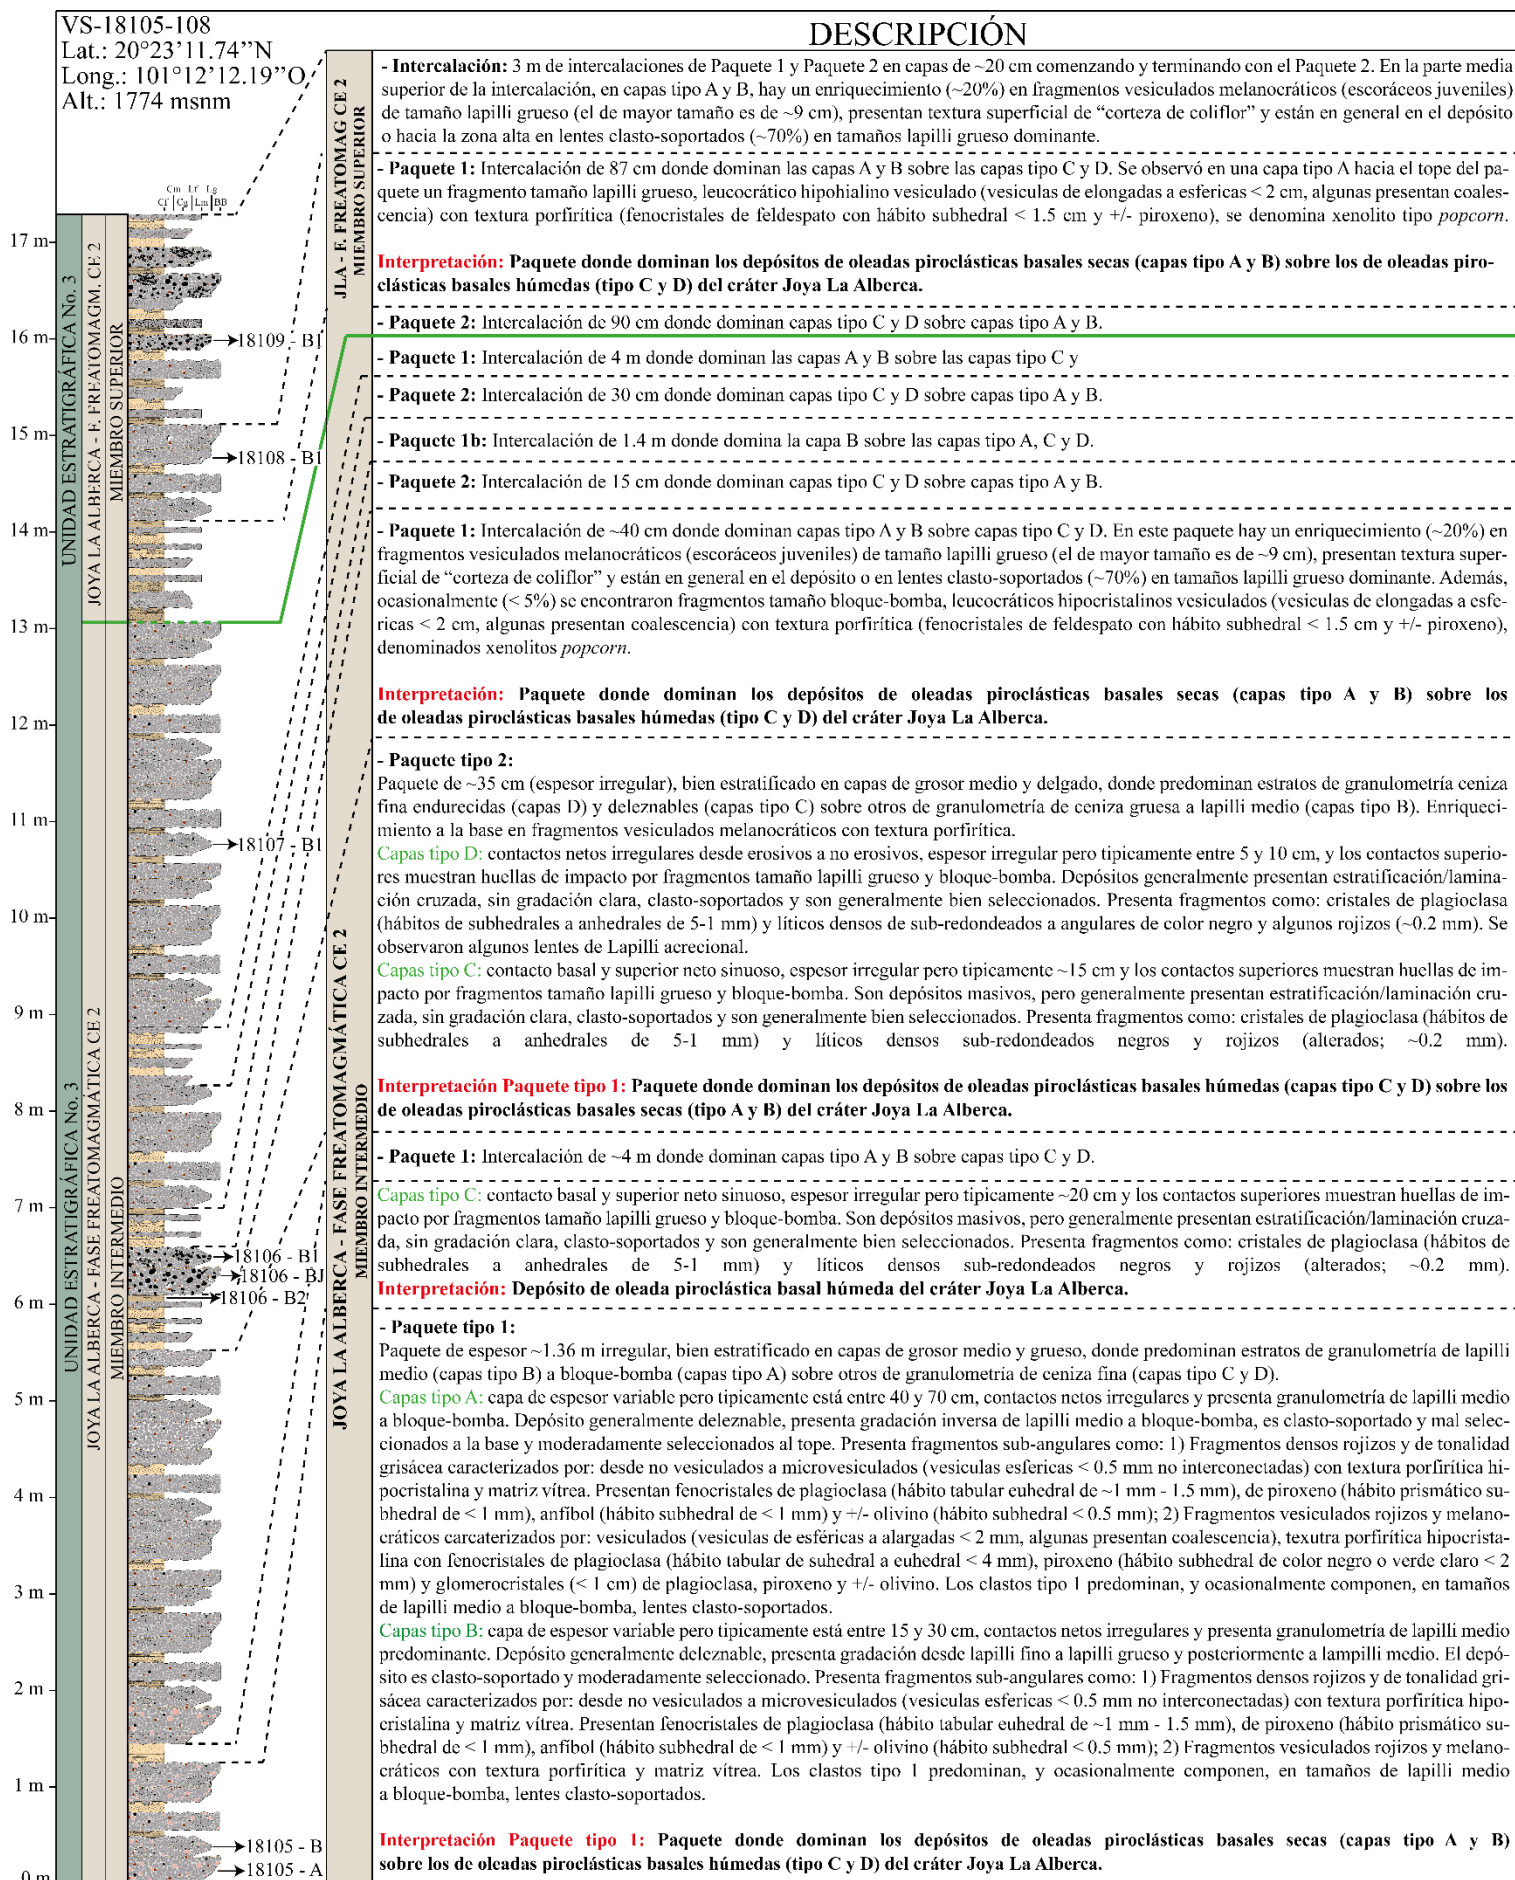 VS-18105-108
Lat.: 20°23’11.74”N
Long.: 101°12’12.19”O
Alt.: 1774 msnm
DESCRIPCIÓN
Cm Lf Lg
Cf Cg Lm BB
17 m
16 m
15 m
14 m
13 m
12 m
11 m
10 m
9 m
8 m
7 m
6 m
5 m
4 m
3 m
2 m
1 m
0 m
UNIDAD ESTRATIGRÁFICA No. 3
JOYA LA ALBERCA - F. FREATOMAGM. CE 2
MIEMBRO SUPERIOR
UNIDAD ESTRATIGRÁFICA No. 3
JOYA LA ALBERCA - FASE FREATOMAGMÁTICA CE 2
MIEMBRO INTERMEDIO
18109 - B1
18108 - B1
18107 - B1
18106 - B1
18106 - BJ
18106 - B2
18105 - B
18105 - A
JLA - F. FREATOMAG CE 2
MIEMBRO SUPERIOR
JOYA LA ALBERCA - FASE FREATOMAGMÁTICA CE 2
MIEMBRO INTERMEDIO
- Intercalación: 3 m de intercalaciones de Paquete 1 y Paquete 2 en capas de ~20 cm comenzando y terminando con el Paquete 2. En la parte media
superior de la intercalación, en capas tipo A y B, hay un enriquecimiento (~20%) en fragmentos vesiculados melanocráticos (escoráceos juveniles)
de tamaño lapilli grueso (el de mayor tamaño es de ~9 cm), presentan textura superficial de “corteza de coliflor” y están en general en el depósito
o hacia la zona alta en lentes clasto-soportados (~70%) en tamaños lapilli grueso dominante.
- Paquete 1: Intercalación de 87 cm donde dominan las capas A y B sobre las capas tipo C y D. Se observó en una capa tipo A hacia el tope del pa-
quete un fragmento tamaño lapilli grueso, leucocrático hipohialino vesiculado (vesiculas de elongadas a esfericas < 2 cm, algunas presentan coales-
cencia) con textura porfirítica (fenocristales de feldespato con hábito subhedral < 1.5 cm y +/- piroxeno), se denomina xenolito tipo popcorn.
Interpretación: Paquete donde dominan los depósitos de oleadas piroclásticas basales secas (capas tipo A y B) sobre los de oleadas piro-
clásticas basales húmedas (tipo C y D) del cráter Joya La Alberca.
- Paquete 2: Intercalación de 90 cm donde dominan capas tipo C y D sobre capas tipo A y B.
- Paquete 1: Intercalación de 4 m donde dominan las capas A y B sobre las capas tipo C y
- Paquete 2: Intercalación de 30 cm donde dominan capas tipo C y D sobre capas tipo A y B.
- Paquete 1b: Intercalación de 1.4 m donde domina la capa B sobre las capas tipo A, C y D.
- Paquete 2: Intercalación de 15 cm donde dominan capas tipo C y D sobre capas tipo A y B.
- Paquete 1: Intercalación de ~40 cm donde dominan capas tipo A y B sobre capas tipo C y D. En este paquete hay un enriquecimiento (~20%) en
fragmentos vesiculados melanocráticos (escoráceos juveniles) de tamaño lapilli grueso (el de mayor tamaño es de ~9 cm), presentan textura super-
ficial de “corteza de coliflor” y están en general en el depósito o en lentes clasto-soportados (~70%) en tamaños lapilli grueso dominante. Además,
ocasionalmente (< 5%) se encontraron fragmentos tamaño bloque-bomba, leucocráticos hipocristalinos vesiculados (vesiculas de elongadas a esfe-
ricas < 2 cm, algunas presentan coalescencia) con textura porfirítica (fenocristales de feldespato con hábito subhedral < 1.5 cm y +/- piroxeno),
denominados xenolitos popcorn.
Interpretación: Paquete donde dominan los depósitos de oleadas piroclásticas basales secas (capas tipo A y B) sobre los
de oleadas piroclásticas basales húmedas (tipo C y D) del cráter Joya La Alberca.
- Paquete tipo 2:
Paquete de ~35 cm (espesor irregular), bien estratificado en capas de grosor medio y delgado, donde predominan estratos de granulometría ceniza
fina endurecidas (capas D) y deleznables (capas tipo C) sobre otros de granulometría de ceniza gruesa a lapilli medio (capas tipo B). Enriqueci-
miento a la base en fragmentos vesiculados melanocráticos con textura porfirítica.
Capas tipo D: contactos netos irregulares desde erosivos a no erosivos, espesor irregular pero tipicamente entre 5 y 10 cm, y los contactos superio-
res muestran huellas de impacto por fragmentos tamaño lapilli grueso y bloque-bomba. Depósitos generalmente presentan estratificación/lamina-
ción cruzada, sin gradación clara, clasto-soportados y son generalmente bien seleccionados. Presenta fragmentos como: cristales de plagioclasa
(hábitos de subhedrales a anhedrales de 5-1 mm) y líticos densos de sub-redondeados a angulares de color negro y algunos rojizos (~0.2 mm). Se
observaron algunos lentes de Lapilli acrecional.
Capas tipo C: contacto basal y superior neto sinuoso, espesor irregular pero tipicamente ~15 cm y los contactos superiores muestran huellas de im-
pacto por fragmentos tamaño lapilli grueso y bloque-bomba. Son depósitos masivos, pero generalmente presentan estratificación/laminación cru-
zada, sin gradación clara, clasto-soportados y son generalmente bien seleccionados. Presenta fragmentos como: cristales de plagioclasa (hábitos de
subhedrales a anhedrales de 5-1 mm) y líticos densos sub-redondeados negros y rojizos (alterados; ~0.2 mm).
Interpretación Paquete tipo 1: Paquete donde dominan los depósitos de oleadas piroclásticas basales húmedas (capas tipo C y D) sobre los
de oleadas piroclásticas basales secas (tipo A y B) del cráter Joya La Alberca.
- Paquete 1: Intercalación de ~4 m donde dominan capas tipo A y B sobre capas tipo C y D.
Capas tipo C: contacto basal y superior neto sinuoso, espesor irregular pero tipicamente ~20 cm y los contactos superiores muestran huellas de im-
pacto por fragmentos tamaño lapilli grueso y bloque-bomba. Son depósitos masivos, pero generalmente presentan estratificación/laminación cruza-
da, sin gradación clara, clasto-soportados y son generalmente bien seleccionados. Presenta fragmentos como: cristales de plagioclasa (hábitos de
subhedrales a anhedrales de 5-1 mm) y líticos densos sub-redondeados negros y rojizos (alterados; ~0.2 mm).
Interpretación: Depósito de oleada piroclástica basal húmeda del cráter Joya La Alberca.
- Paquete tipo 1:
Paquete de espesor ~1.36 m irregular, bien estratificado en capas de grosor medio y grueso, donde predominan estratos de granulometría de lapilli
medio (capas tipo B) a bloque-bomba (capas tipo A) sobre otros de granulometría de ceniza fina (capas tipo C y D).
Capas tipo A: capa de espesor variable pero tipicamente está entre 40 y 70 cm, contactos netos irregulares y presenta granulometría de lapilli medio
a bloque-bomba. Depósito generalmente deleznable, presenta gradación inversa de lapilli medio a bloque-bomba, es clasto-soportado y mal selec-
cionados a la base y moderadamente seleccionados al tope. Presenta fragmentos sub-angulares como: 1) Fragmentos densos rojizos y de tonalidad
grisácea caracterizados por: desde no vesiculados a microvesiculados (vesiculas esfericas < 0.5 mm no interconectadas) con textura porfirítica hi-
pocristalina y matriz vítrea. Presentan fenocristales de plagioclasa (hábito tabular euhedral de ~1 mm - 1.5 mm), de piroxeno (hábito prismático su-
bhedral de < 1 mm), anfíbol (hábito subhedral de < 1 mm) y +/- olivino (hábito subhedral < 0.5 mm); 2) Fragmentos vesiculados rojizos y melano-
cráticos carcaterizados por: vesiculados (vesiculas de esféricas a alargadas < 2 mm, algunas presentan coalescencia), texutra porfirítica hipocrista-
lina con fenocristales de plagioclasa (hábito tabular de suhedral a euhedral < 4 mm), piroxeno (hábito subhedral de color negro o verde claro < 2
mm) y glomerocristales (< 1 cm) de plagioclasa, piroxeno y +/- olivino. Los clastos tipo 1 predominan, y ocasionalmente componen, en tamaños
de lapilli medio a bloque-bomba, lentes clasto-soportados.
Capas tipo B: capa de espesor variable pero tipicamente está entre 15 y 30 cm, contactos netos irregulares y presenta granulometría de lapilli medio
predominante. Depósito generalmente deleznable, presenta gradación desde lapilli fino a lapilli grueso y posteriormente a lampilli medio. El depó-
sito es clasto-soportado y moderadamente seleccionado. Presenta fragmentos sub-angulares como: 1) Fragmentos densos rojizos y de tonalidad gri-
sácea caracterizados por: desde no vesiculados a microvesiculados (vesiculas esfericas < 0.5 mm no interconectadas) con textura porfirítica hipo-
cristalina y matriz vítrea. Presentan fenocristales de plagioclasa (hábito tabular euhedral de ~1 mm - 1.5 mm), de piroxeno (hábito prismático su-
bhedral de < 1 mm), anfíbol (hábito subhedral de < 1 mm) y +/- olivino (hábito subhedral < 0.5 mm); 2) Fragmentos vesiculados rojizos y melano-
cráticos con textura porfirítica y matriz vítrea. Los clastos tipo 1 predominan, y ocasionalmente componen, en tamaños de lapilli medio
a bloque-bomba, lentes clasto-soportados.
Interpretación Paquete tipo 1: Paquete donde dominan los depósitos de oleadas piroclásticas basales secas (capas tipo A y B)
sobre los de oleadas piroclásticas basales húmedas (tipo C y D) del cráter Joya La Alberca.